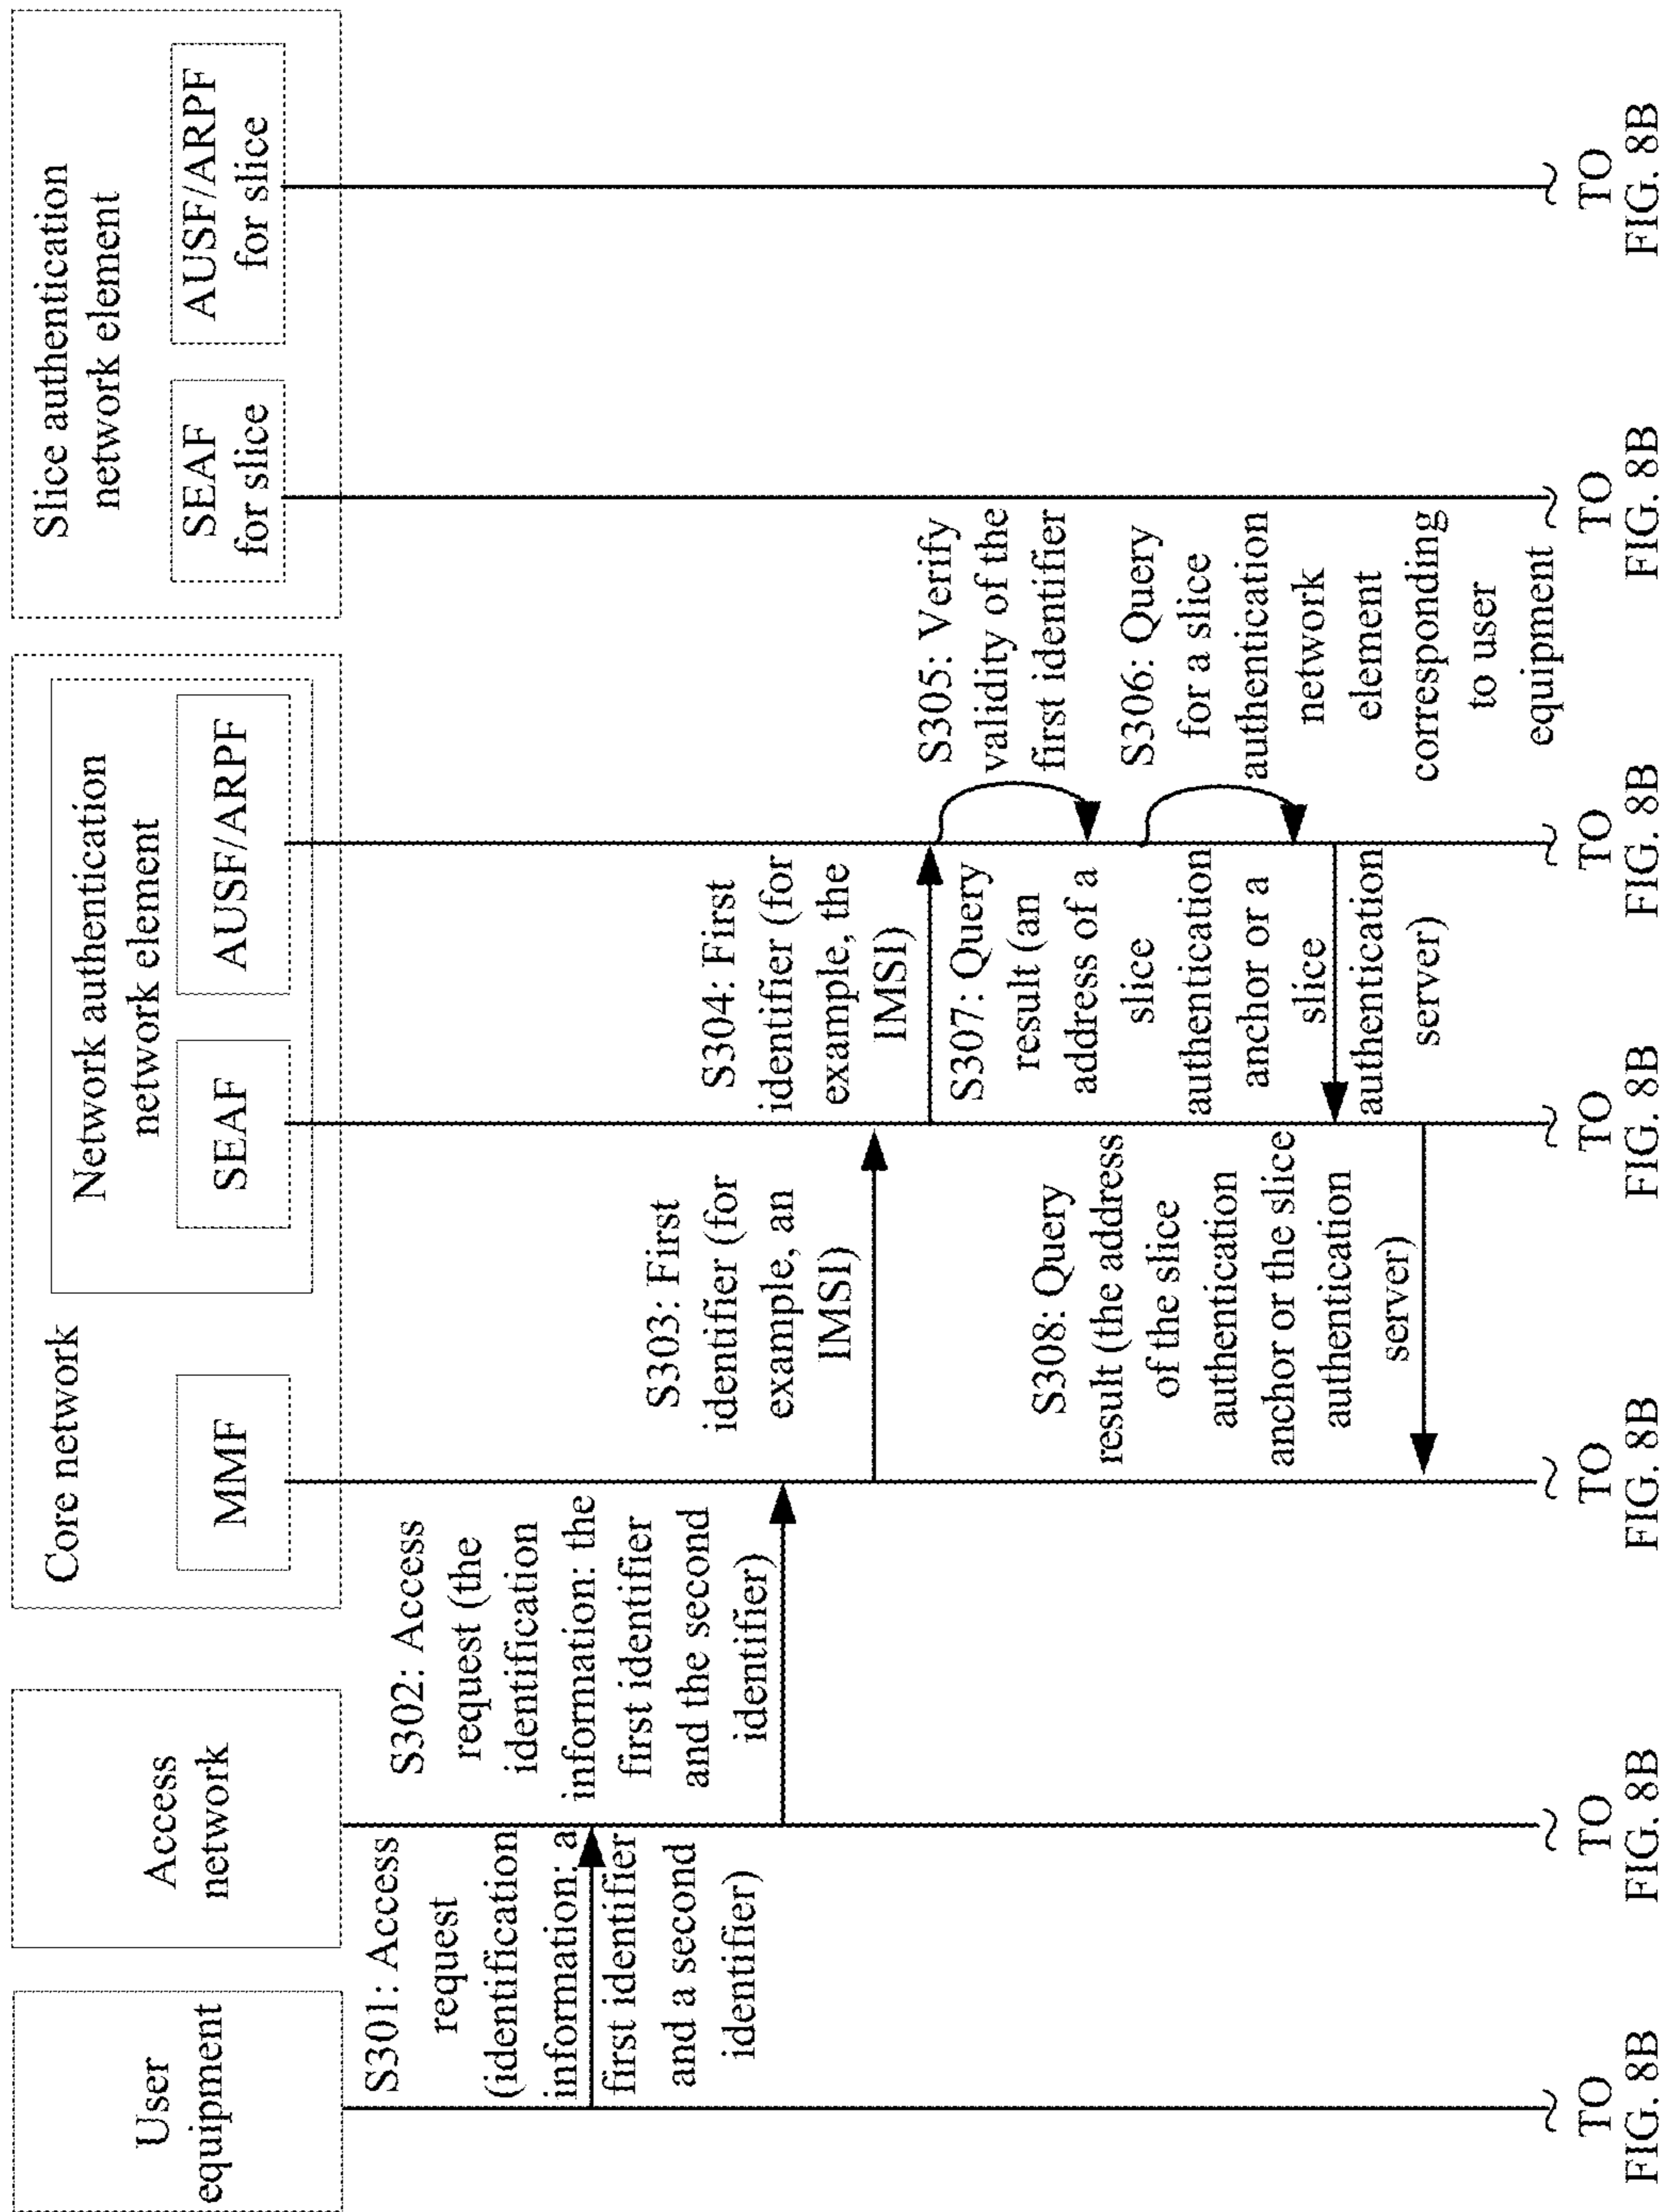 User
equipment
Access
network
Core network
MMF
Network authentication
network element
SEAF
AUSF/ARPF
Slice authentication
network element
SEAF
for slice
AUSF/ARPF
for slice
S301: Access
request
(identification
information: a
first identifier
and a second
identifier)
S302: Access
request (the
identification
information: the
first identifier
and the second
identifier)
S303: First
identifier (for
example, an
IMSI)
S304: First
identifier (for
example, the
IMSI)
S305: Verify
validity of the
first identifier
S306: Query
for a slice
authentication
network
element
corresponding
to user
equipment
S307: Query
result (an
address of a
slice
authentication
anchor or a
slice
authentication
server)
S308: Query
result (the address
of the slice
authentication
anchor or the slice
authentication
server)
TO
FIG. 8B
TO
FIG. 8B
TO
FIG. 8B
TO
FIG. 8B
TO
FIG. 8B
TO
FIG. 8B
TO
FIG. 8B